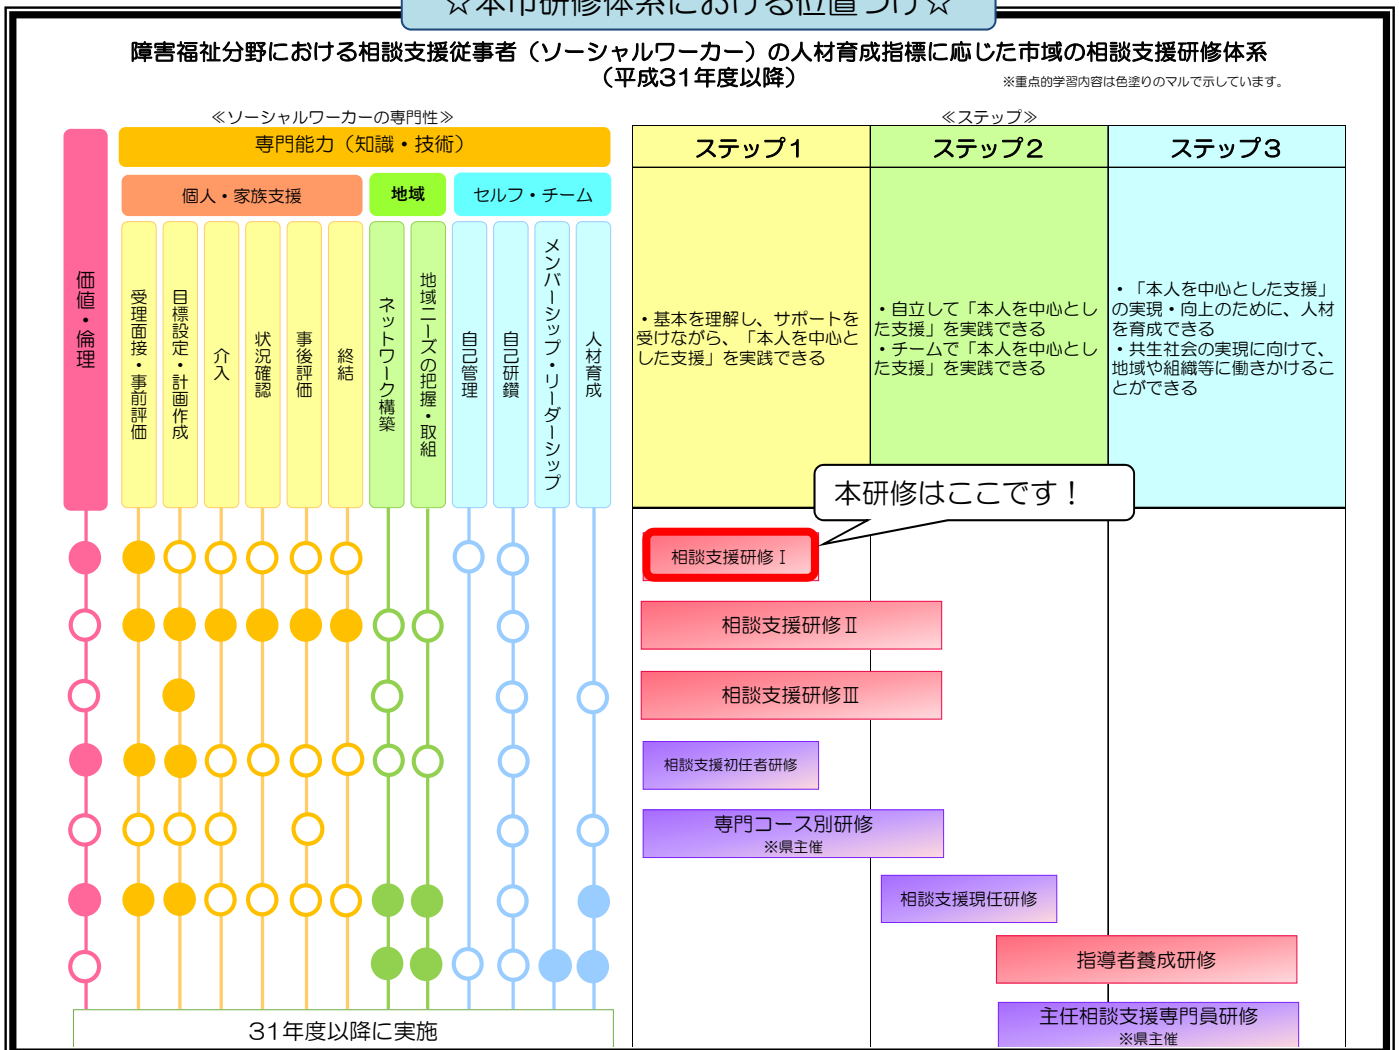 ☆本市研修体系における位置づけ☆
障害福祉分野における相談支援従事者（ソーシャルワーカー）の人材育成指標に応じた市域の相談支援研修体系
（平成31年度以降）
※重点的学習内容は色塗りのマルで示しています。
≪ソーシャルワーカーの専門性≫
≪ステップ≫
価値・倫理
専門能力（知識・技術）
個人・家族支援
地域
セルフ・チーム
受理面接・事前評価
目標設定・計画作成
介入
状況確認
事後評価
終結
ネットワーク構築
地域ニーズの把握・取組
自己管理
自己研鑽
メンバーシップ・リーダーシップ
人材育成
ステップ1
ステップ2
ステップ3
・基本を理解し、サポートを
受けながら、「本人を中心と
した支援」を実践できる
・自立して「本人を中心とし
た支援」を実践できる
・チームで「本人を中心とし
た支援」を実践できる
・「本人を中心とした支援」
の実現・向上のために、人材
を育成できる
・共生社会の実現に向けて、
地域や組織等に働きかけるこ
とができる
本研修はここです！
相談支援研修Ⅰ
相談支援研修Ⅱ
相談支援研修Ⅲ
相談支援初任者研修
専門コース別研修
※県主催
相談支援現任研修
指導者養成研修
主任相談支援専門員研修
※県主催
31年度以降に実施